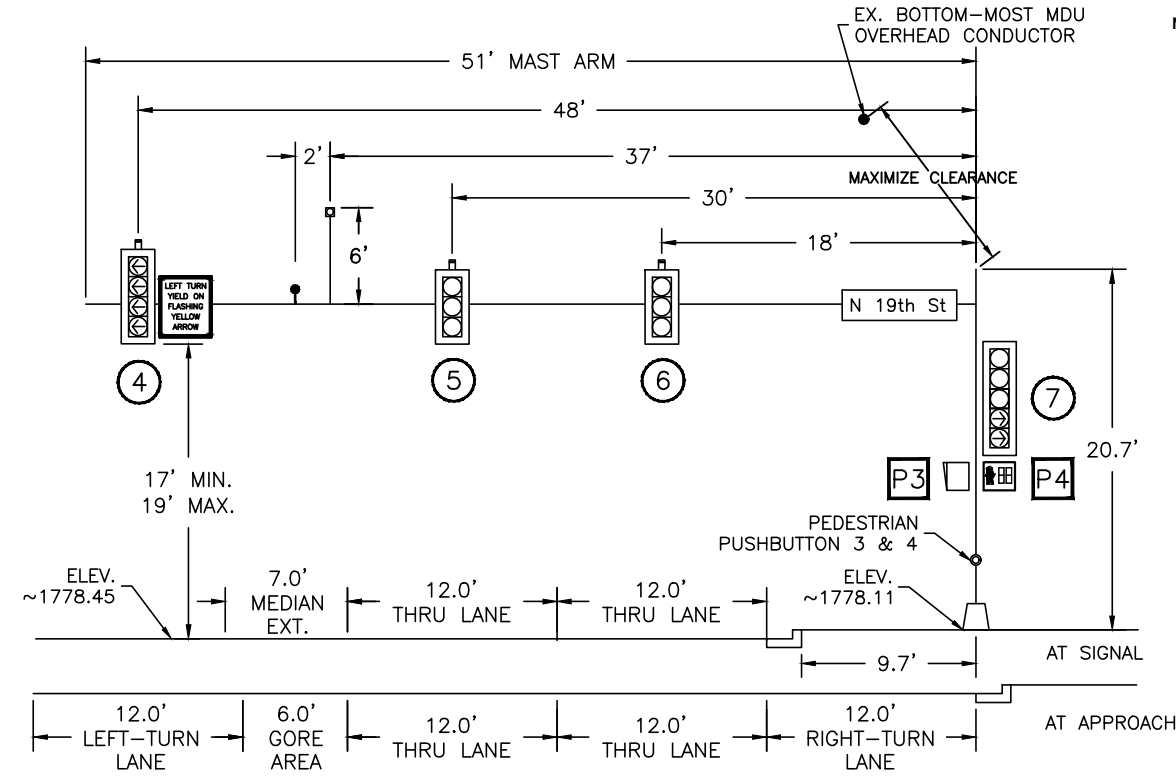 EX. BOTTOM-MOST MDU
OVERHEAD CONDUCTOR
51' MAST ARM
48'
2'
37'
MAXIMIZE CLEARANCE
30'
6'
18'
LEFT TURN
YIELD ON
FLASHING
YELLOW
ARROW
N 19th St
4
5
6
7
20.7'
17' MIN.
19' MAX.
P3
P4
PEDESTRIAN
PUSHBUTTON 3 & 4
ELEV.
~1778.45
7.0'
MEDIAN
EXT.
12.0'
THRU LANE
12.0'
THRU LANE
ELEV.
~1778.11
9.7'
AT SIGNAL
12.0'
LEFT-TURN
LANE
6.0'
GORE
AREA
12.0'
THRU LANE
12.0'
THRU LANE
12.0'
RIGHT-TURN
LANE
AT APPROACH